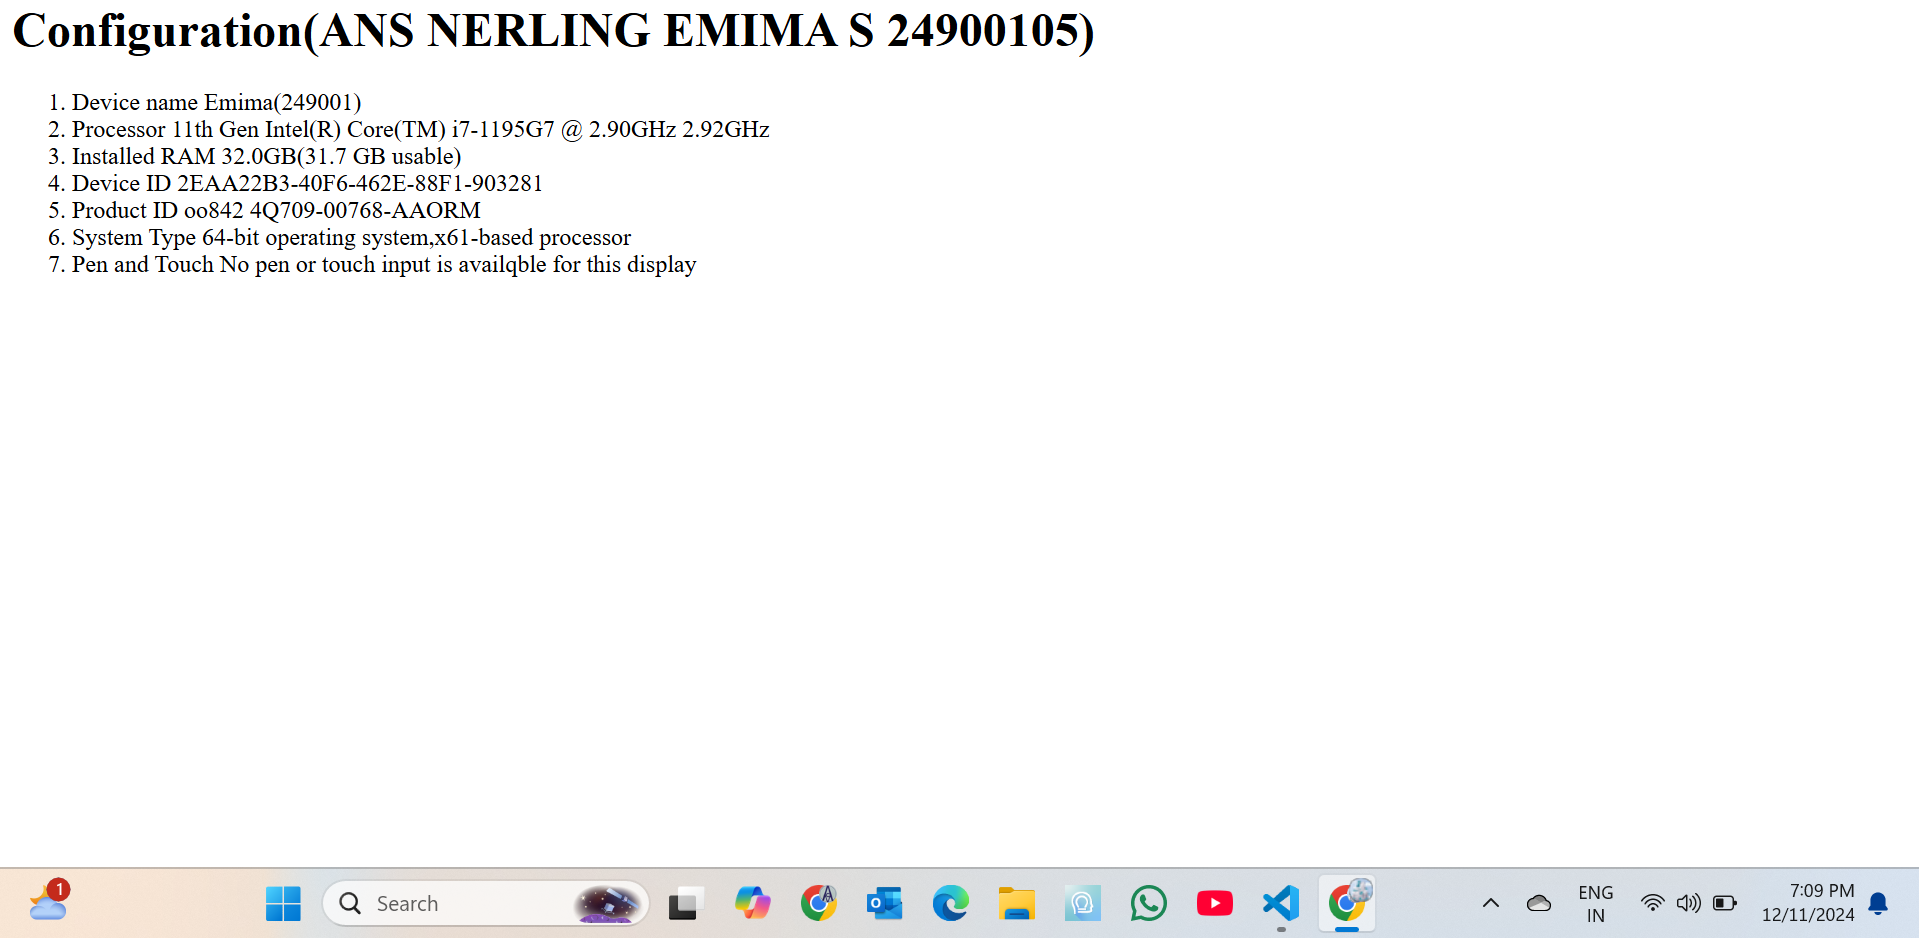 Configuration(ANS NERLING EMIMA S 24900105)
1. Device name Emima(249001)
2. Processor 11th Gen Intel(R) Core(TM) i7-1195G7 @ 2.90GHz 2.92GHz
3. Installed RAM 32.0GB(31.7 GB usable)
4. Device ID 2EAA22B3-40F6-462E-88F1-903281
5. Product ID oo842 4Q709-00768-AAORM
6. System Type 64-bit operating system,x61-based processor
7. Pen and Touch No pen or touch input is availqble for this display
1
Search
ENG
IN
7:09 PM
12/11/2024